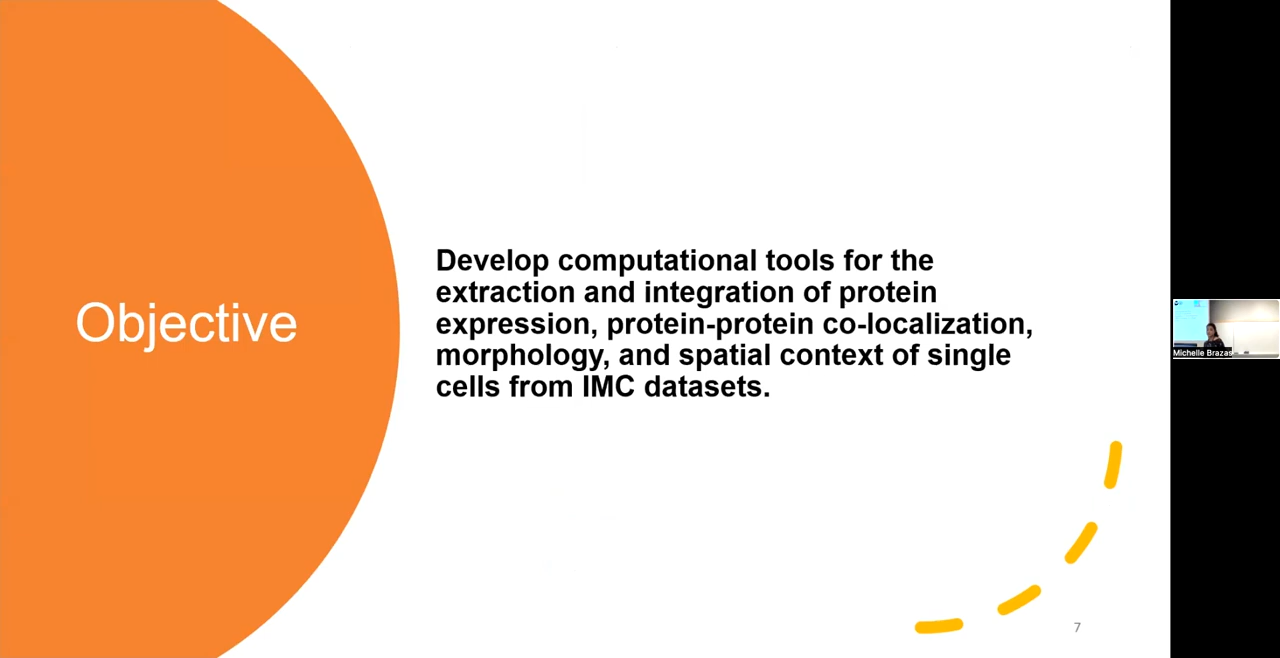 Objective
Develop computational tools for the
extraction and integration of protein
expression, protein-protein co-localization,
morphology, and spatial context of single
cells from IMC datasets.
Michelle Brazas
7